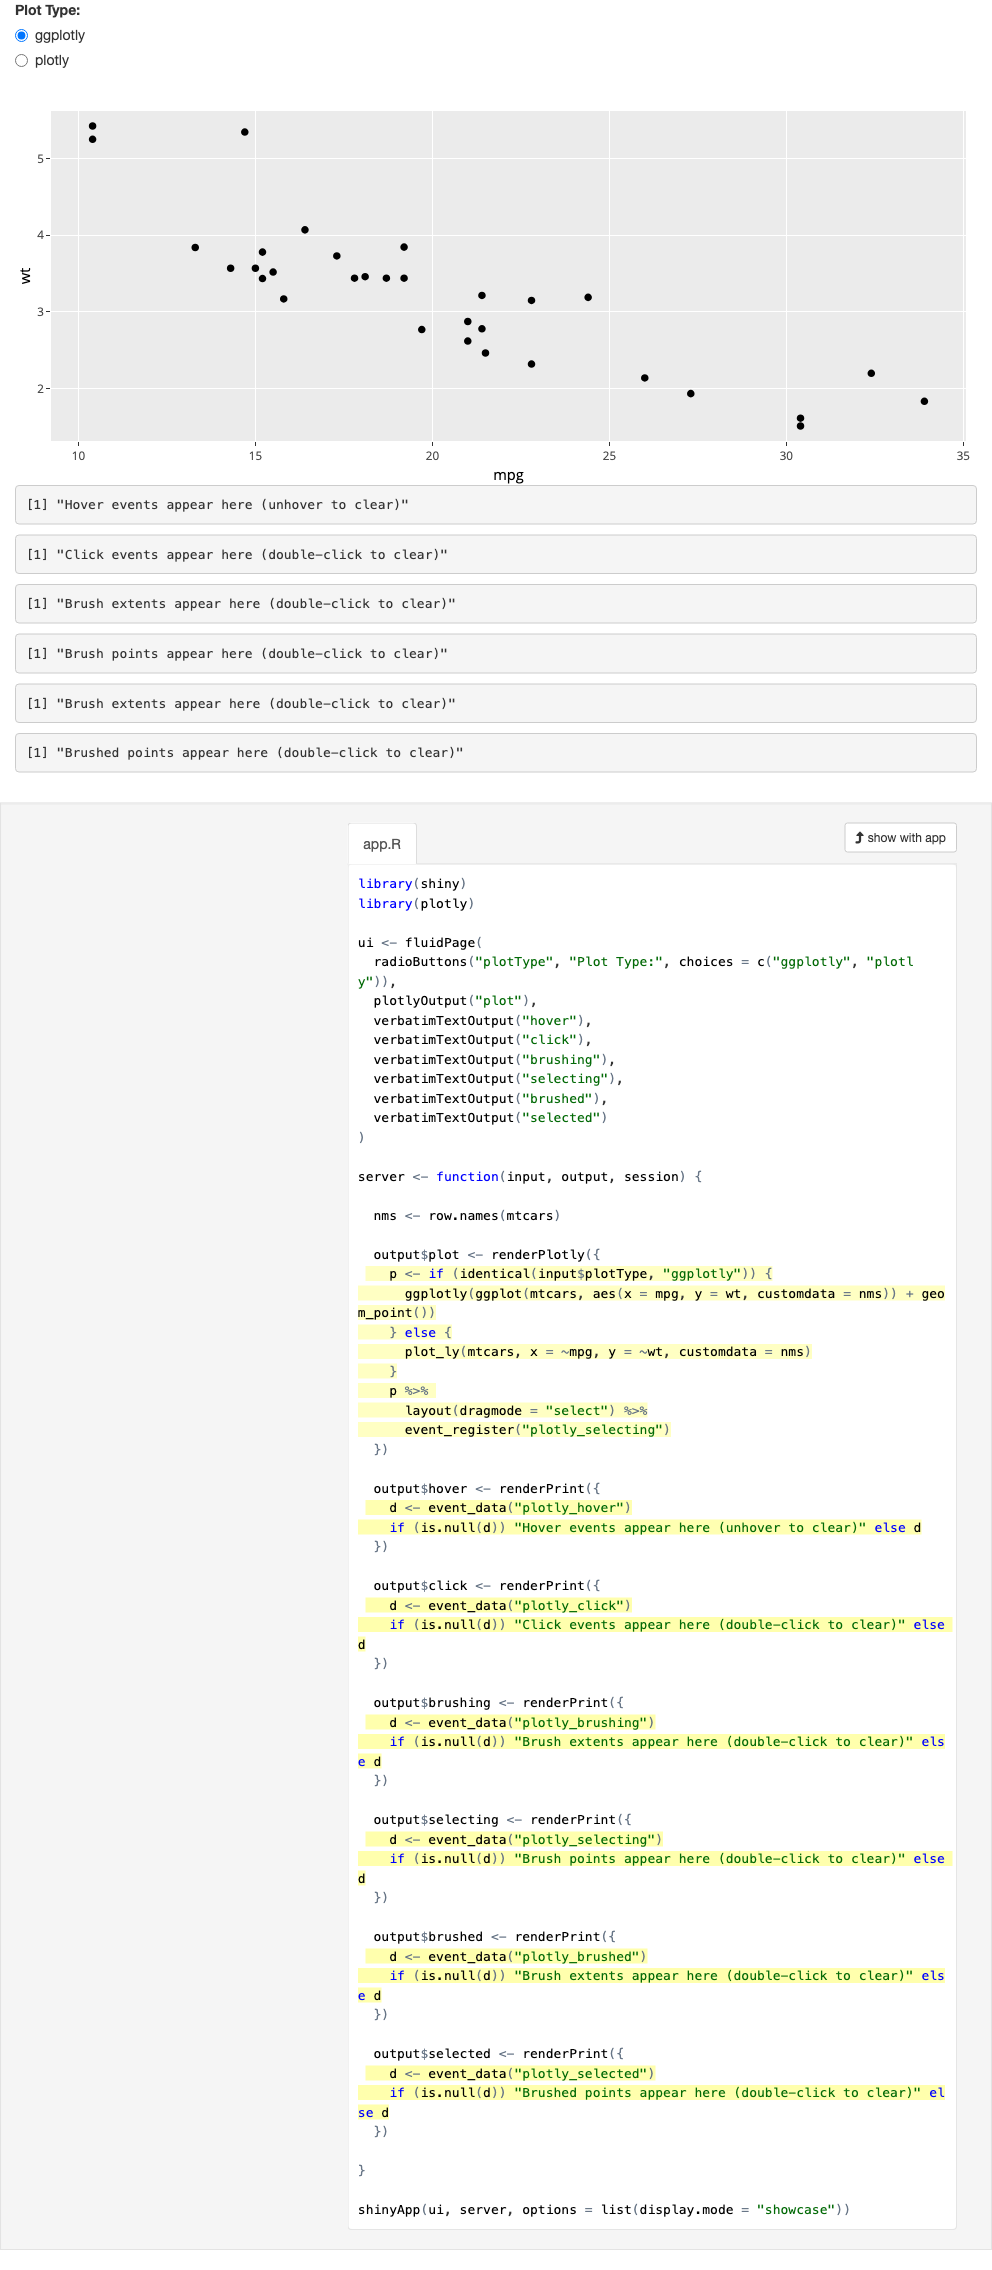 Plot Type:
ggplotly
plotly
5
4
3
2
wt
10 15 20 25 30 35
mpg
[1] "Hover events appear here (unhover to clear)"
[1] "Click events appear here (double-click to clear)"
[1] "Brush extents appear here (double-click to clear)"
[1] "Brush points appear here (double-click to clear)"
[1] "Brush extents appear here (double-click to clear)"
[1] "Brushed points appear here (double-click to clear)"
app.R
show with app
library(shiny)
library(plotly)
ui <- fluidPage(
  radioButtons("plotType", "Plot Type:", choices = c("ggplotly", "plotl
y")),
  plotlyOutput("plot"),
  verbatimTextOutput("hover"),
  verbatimTextOutput("click"),
  verbatimTextOutput("brushing"),
  verbatimTextOutput("selecting"),
  verbatimTextOutput("brushed"),
  verbatimTextOutput("selected")
)
server <- function(input, output, session) {
  nms <- row.names(mtcars)
  output$plot <- renderPlotly({
    p <- if (identical(input$plotType, "ggplotly")) {
      ggplotly(ggplot(mtcars, aes(x = mpg, y = wt, customdata = nms)) + geo
m_point())
    } else {
      plot_ly(mtcars, x = ~mpg, y = ~wt, customdata = nms)
    }
    p %>%
      layout(dragmode = "select") %>%
      event_register("plotly_selecting")
  })
  output$hover <- renderPrint({
    d <- event_data("plotly_hover")
    if (is.null(d)) "Hover events appear here (unhover to clear)" else d
  })
  output$click <- renderPrint({
    d <- event_data("plotly_click")
    if (is.null(d)) "Click events appear here (double-click to clear)" else
d
  })
  output$brushing <- renderPrint({
    d <- event_data("plotly_brushing")
    if (is.null(d)) "Brush extents appear here (double-click to clear)" els
e d
  })
  output$selecting <- renderPrint({
    d <- event_data("plotly_selecting")
    if (is.null(d)) "Brush points appear here (double-click to clear)" else
d
  })
  output$brushed <- renderPrint({
    d <- event_data("plotly_brushed")
    if (is.null(d)) "Brush extents appear here (double-click to clear)" els
e d
  })
  output$selected <- renderPrint({
    d <- event_data("plotly_selected")
    if (is.null(d)) "Brushed points appear here (double-click to clear)" el
se d
  })
}
shinyApp(ui, server, options = list(display.mode = "showcase"))